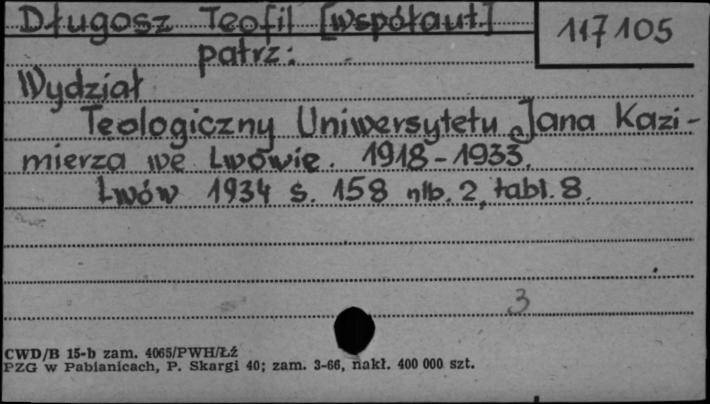 Długosz Teofil [współaut.]
117105
patrz:
Wydział
Teologiczny Uniwersytetu Jana Kazi-
mierza we Lwowie. 1918-1933.
Lwów 1934 s. 158 nlb. 2, tabl. 8.
3
CWD/B 15-b zam. 4065/PWH/ŁŹ
PZG w Pabianicach, P. Skargi 40; zam. 3-66, nakł. 400 000 szt.